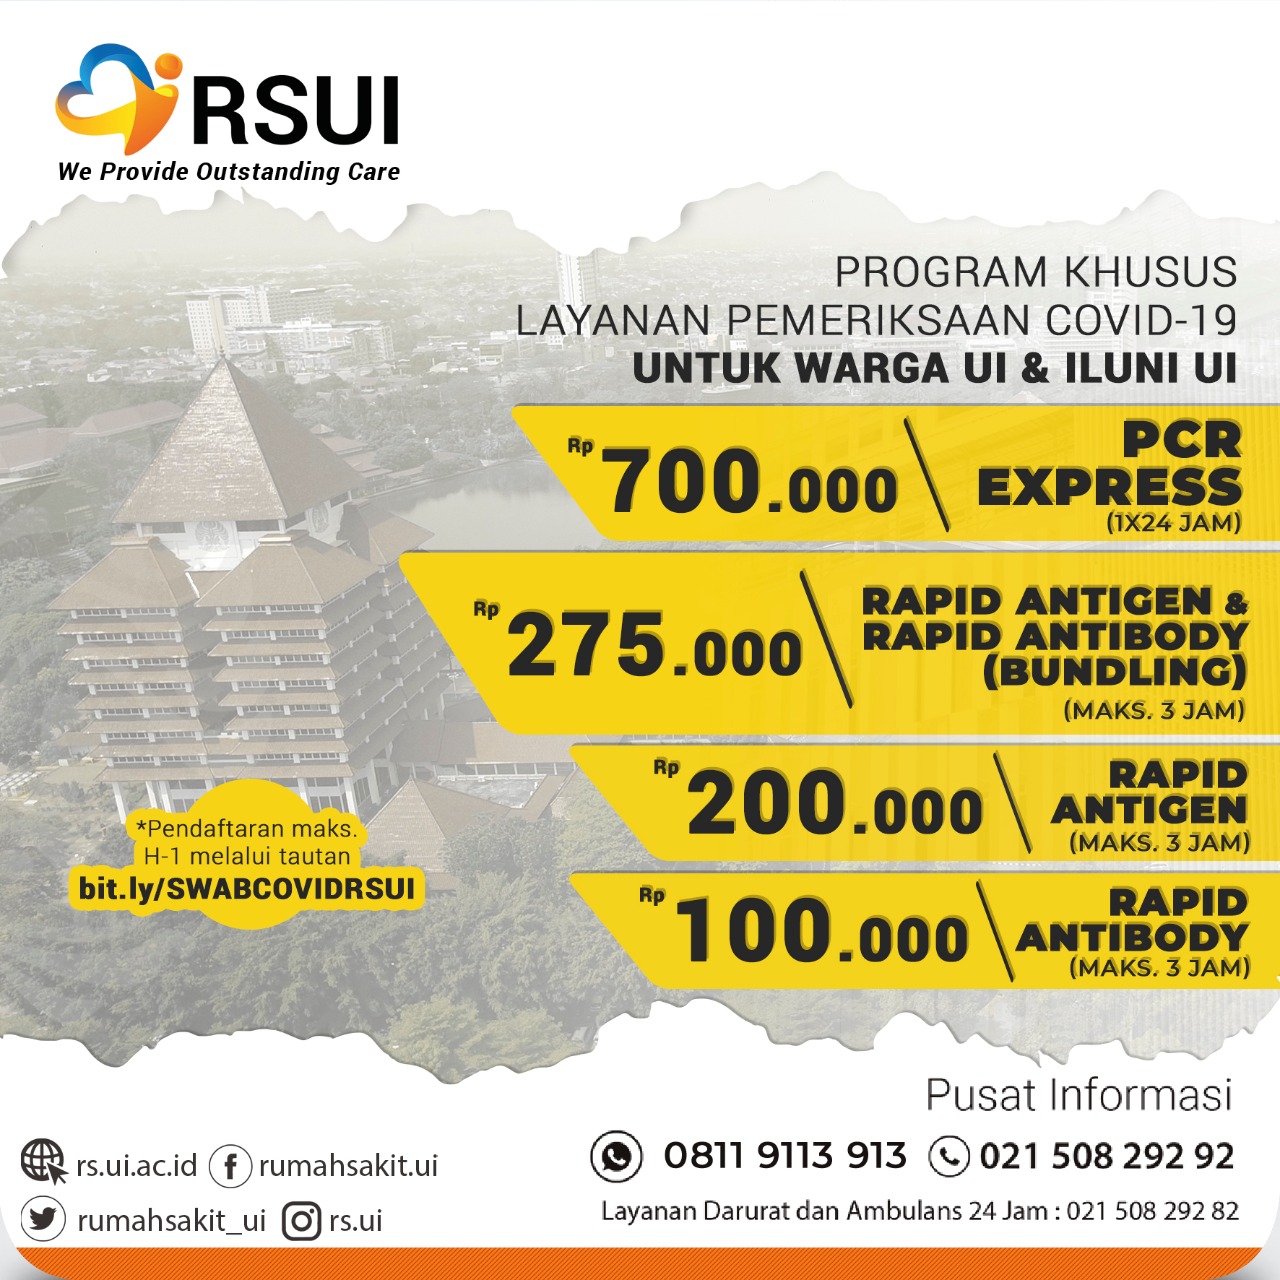 RSUI
We Provide Outstanding Care
PROGRAM KHUSUS
LAYANAN PEMERIKSAAN COVID-19
UNTUK WARGA UI & ILUNI UI
Rp 700.000
PCR
EXPRESS
(1X24 JAM)
Rp 275.000
RAPID ANTIGEN &
RAPID ANTIBODY
(BUNDLING)
(MAKS. 3 JAM)
Rp 200.000
RAPID
ANTIGEN
(MAKS. 3 JAM)
Rp 100.000
RAPID
ANTIBODY
(MAKS. 3 JAM)
*Pendaftaran maks.
H-1 melalui tautan
bit.ly/SWABCOVIDRSUI
Pusat Informasi
0811 9113 913 021 508 292 92
Layanan Darurat dan Ambulans 24 Jam : 021 508 292 82
rs.ui.ac.id rumahsakit.ui
rumahsakit_ui rs.ui